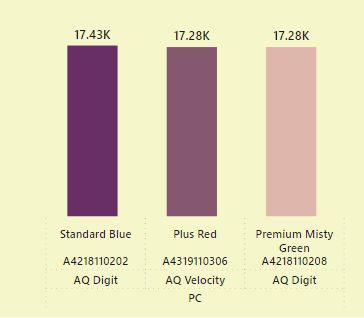 17.43K 17.28K 17.28K
Standard Blue Plus Red Premium Misty
Green
A4218110202 A4319110306 A4218110208
AQ Digit AQ Velocity AQ Digit
PC